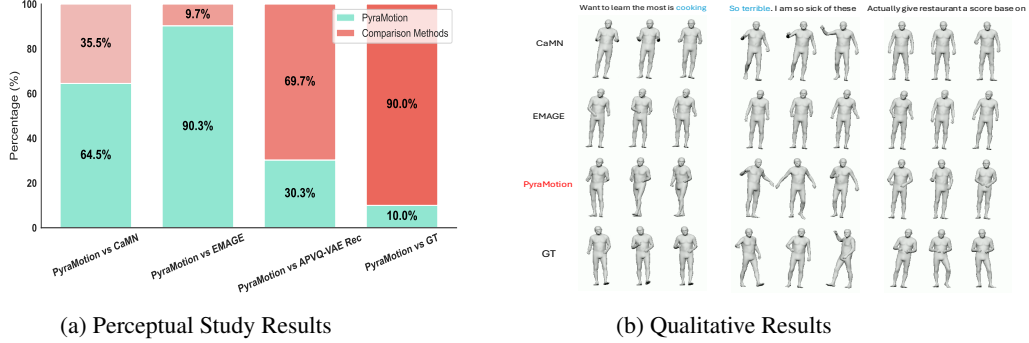 Percentage (%)
100
80
60
40
20
0
35.5%
64.5%
9.7%
90.3%
69.7%
30.3%
90.0%
10.0%
PyraMotion
Comparison Methods
PyraMotion vs CaMN
PyraMotion vs EMAGE
PyraMotion vs APVQ-VAE Rec
PyraMotion vs GT
(a) Perceptual Study Results
Want to learn the most is cooking
So terrible. I am so sick of these
Actually give restaurant a score base on
CaMN
EMAGE
PyraMotion
GT
(b) Qualitative Results